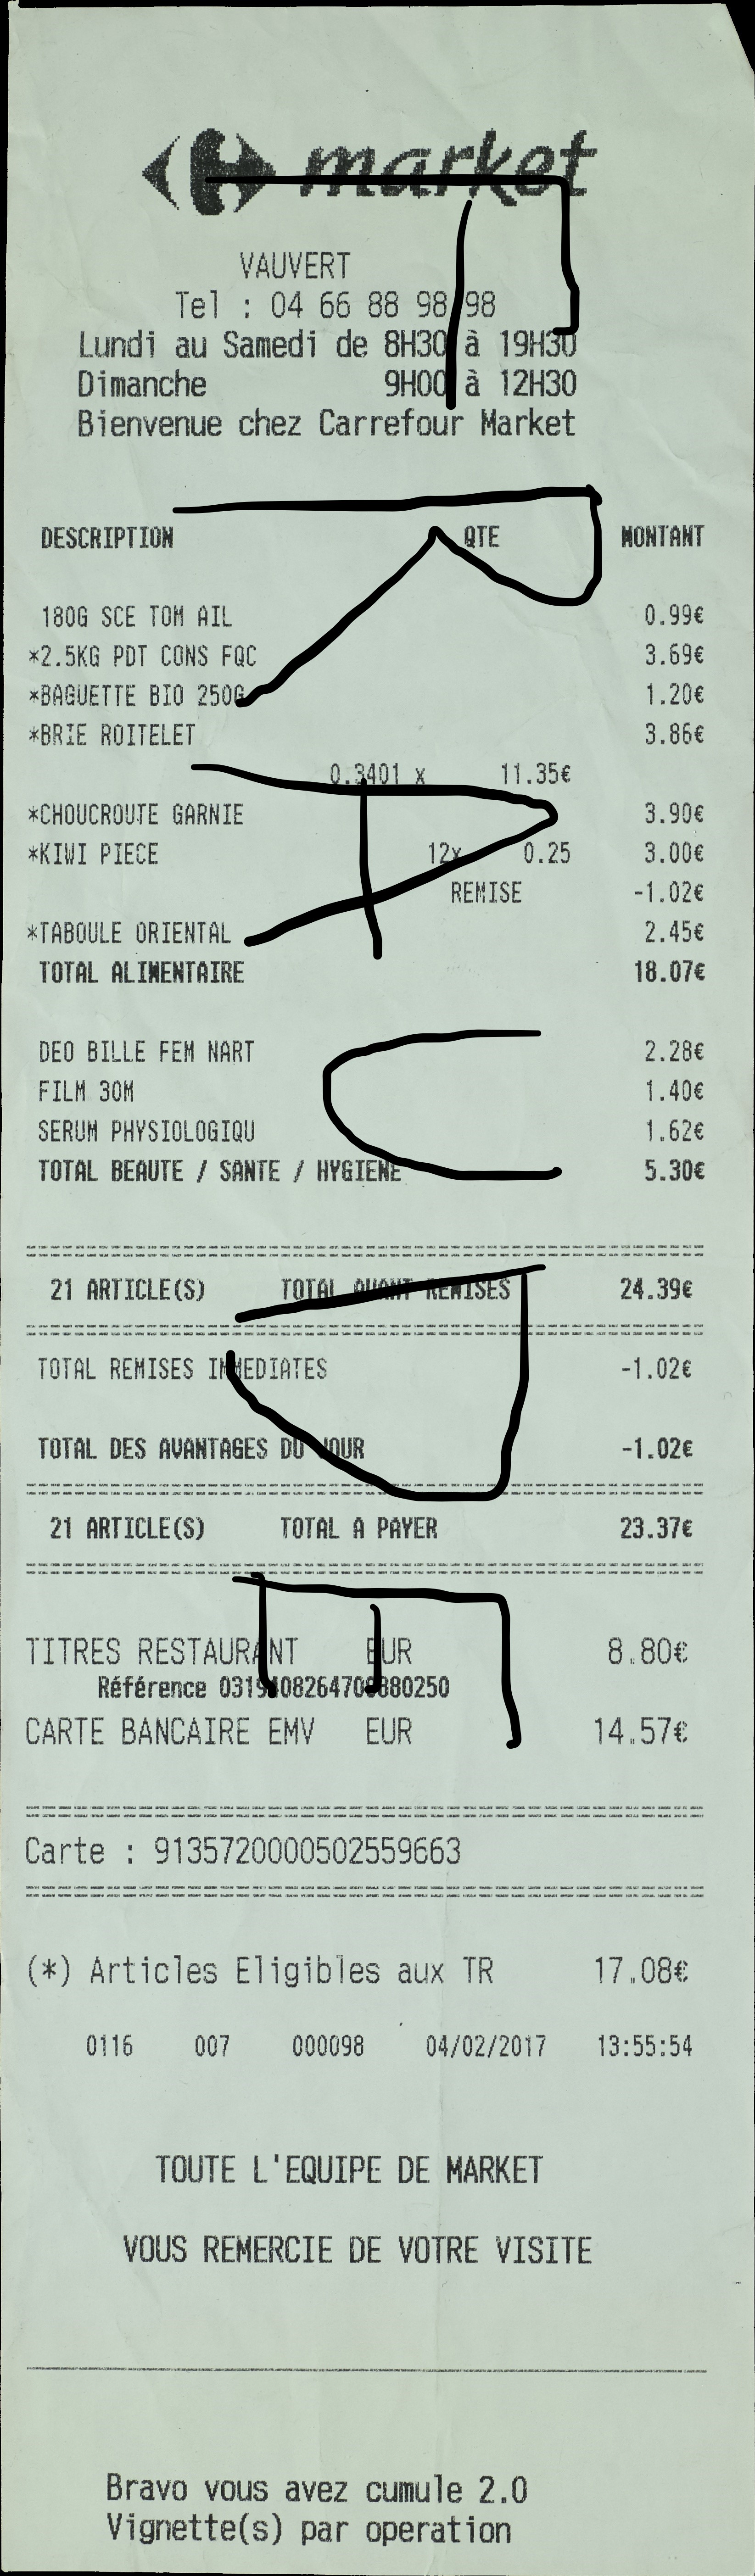 market
VAUVERT
Tel : 04 66 88 98 98
Lundi au Samedi de 8H30 à 19H30
Dimanche 9H00 à 12H30
Bienvenue chez Carrefour Market
DESCRIPTION QTE MONTANT
180G SCE TOM AIL 0.99€
*2.5KG PDT CONS FQC 3.69€
*BAGUETTE BIO 250G 1.20€
*BRIE ROITELET 3.86€
0.3401 x 11.35€
*CHOUCROUTE GARNIE 3.90€
*KIWI PIECE 12x 0.25 3.00€
REMISE -1.02€
*TABOULE ORIENTAL 2.45€
TOTAL ALIMENTAIRE 18.07€
DEO BILLE FEM NART 2.28€
FILM 30M 1.40€
SERUM PHYSIOLOGIQU 1.62€
TOTAL BEAUTE / SANTE / HYGIENE 5.30€
21 ARTICLE(S) TOTAL AVANT REMISES 24.39€
TOTAL REMISES IMMEDIATES -1.02€
TOTAL DES AVANTAGES DU JOUR -1.02€
21 ARTICLE(S) TOTAL A PAYER 23.37€
TITRES RESTAURANT EUR 8.80€
Référence
CARTE BANCAIRE EMV EUR 14.57€
Carte : 9135720000502559663
(*) Articles Eligibles aux TR 17.08€
0116 007 000098 04/02/2017 13:55:54
TOUTE L'EQUIPE DE MARKET
VOUS REMERCIE DE VOTRE VISITE
Bravo vous avez cumule 2.0
Vignette(s) par operation
FRAUDE